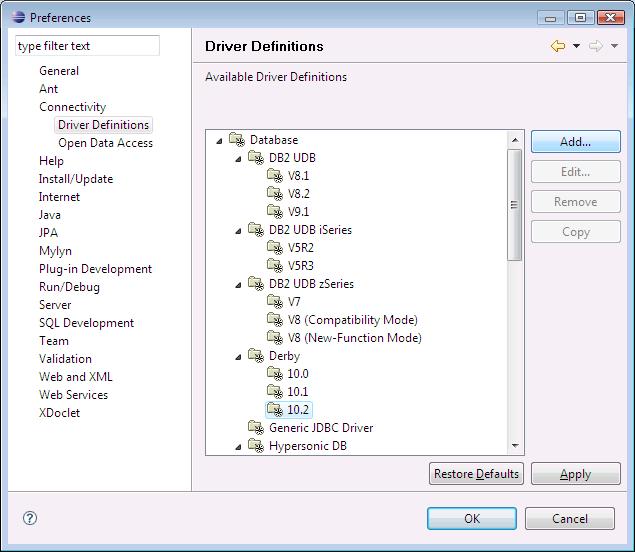 Preferences
type filter text
General
Ant
Connectivity
Driver Definitions
Open Data Access
Help
Install/Update
Internet
Java
JPA
Mylyn
Plug-in Development
Run/Debug
Server
SQL Development
Team
Validation
Web and XML
Web Services
XDoclet
Driver Definitions
Available Driver Definitions
Database
DB2 UDB
V8.1
V8.2
V9.1
DB2 UDB iSeries
V5R2
V5R3
DB2 UDB zSeries
V7
V8 (Compatibility Mode)
V8 (New-Function Mode)
Derby
10.0
10.1
10.2
Generic JDBC Driver
Hypersonic DB
Add...
Edit...
Remove
Copy
Restore Defaults
Apply
?
OK
Cancel